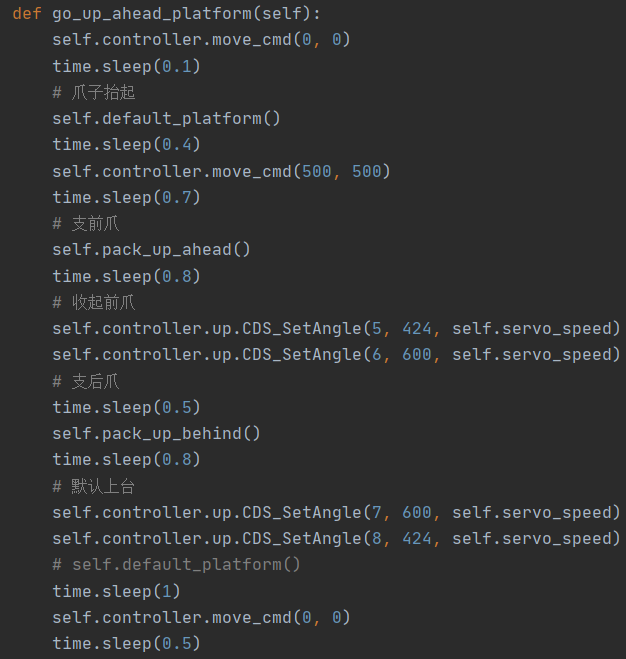 def go_up_ahead_platform(self):
    self.controller.move_cmd(0, 0)
    time.sleep(0.1)
    # 爪子抬起
    self.default_platform()
    time.sleep(0.4)
    self.controller.move_cmd(500, 500)
    time.sleep(0.7)
    # 支前爪
    self.pack_up_ahead()
    time.sleep(0.8)
    # 收起前爪
    self.controller.up.CDS_SetAngle(5, 424, self.servo_speed)
    self.controller.up.CDS_SetAngle(6, 600, self.servo_speed)
    # 支后爪
    time.sleep(0.5)
    self.pack_up_behind()
    time.sleep(0.8)
    # 默认上台
    self.controller.up.CDS_SetAngle(7, 600, self.servo_speed)
    self.controller.up.CDS_SetAngle(8, 424, self.servo_speed)
    # self.default_platform()
    time.sleep(1)
    self.controller.move_cmd(0, 0)
    time.sleep(0.5)